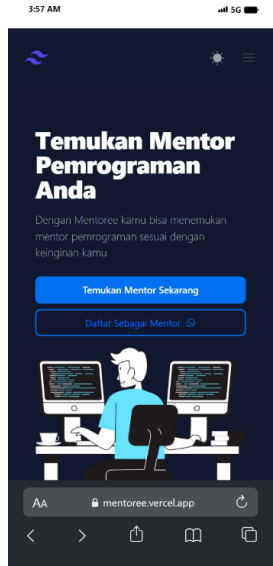 3:57 AM
5G
Temukan Mentor
Pemrograman
Anda
Dengan Mentoree kamu bisa menemukan
mentor pemrograman sesuai dengan
keinginan kamu
Temukan Mentor Sekarang
Daftar Sebagai Mentor
AA
mentoree.vercel.app